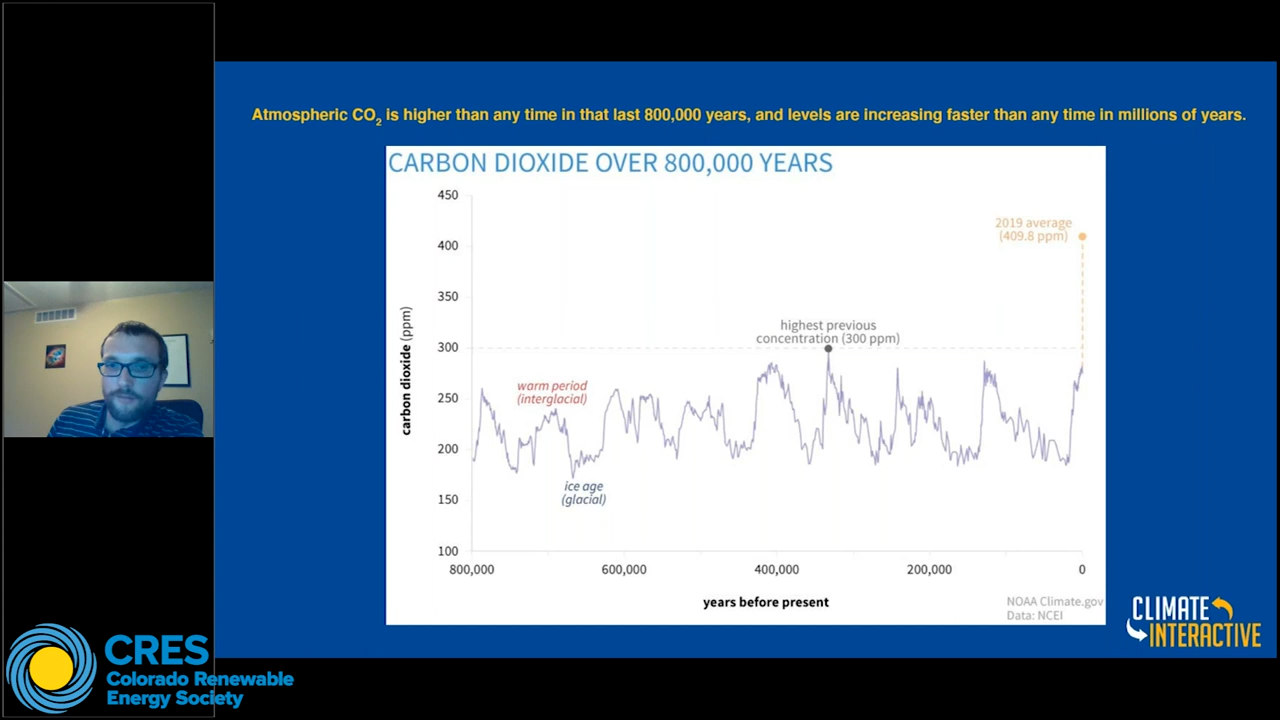 Atmospheric CO2 is higher than any time in that last 800,000 years, and levels are increasing faster than any time in millions of years.
CARBON DIOXIDE OVER 800,000 YEARS
450
400
350
300
250
200
150
100
carbon dioxide (ppm)
2019 average
(409.8 ppm)
highest previous
concentration (300 ppm)
warm period
(interglacial)
ice age
(glacial)
800,000
600,000
400,000
200,000
0
years before present
NOAA Climate.gov
Data: NCEI
CLIMATE
INTERACTIVE
CRES
Colorado Renewable
Energy Society